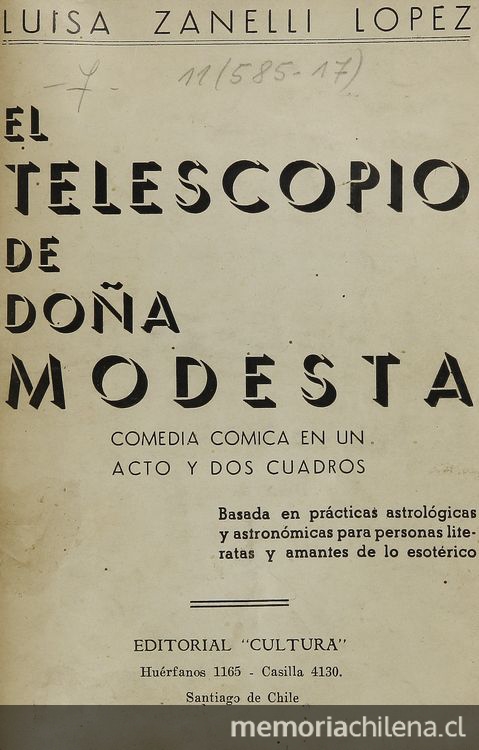 LUISA ZANELLI LOPEZ
-7- 11(585-17)
EL
TELESCOPIO
DE
DOÑA
MODESTA
COMEDIA COMICA EN UN
ACTO Y DOS CUADROS
Basada en prácticas astrológicas
y astronómicas para personas lite-
ratas y amantes de lo esotérico
EDITORIAL "CULTURA"
Huérfanos 1165 - Casilla 4130.
Santiago de Chile
memoriachilena.cl